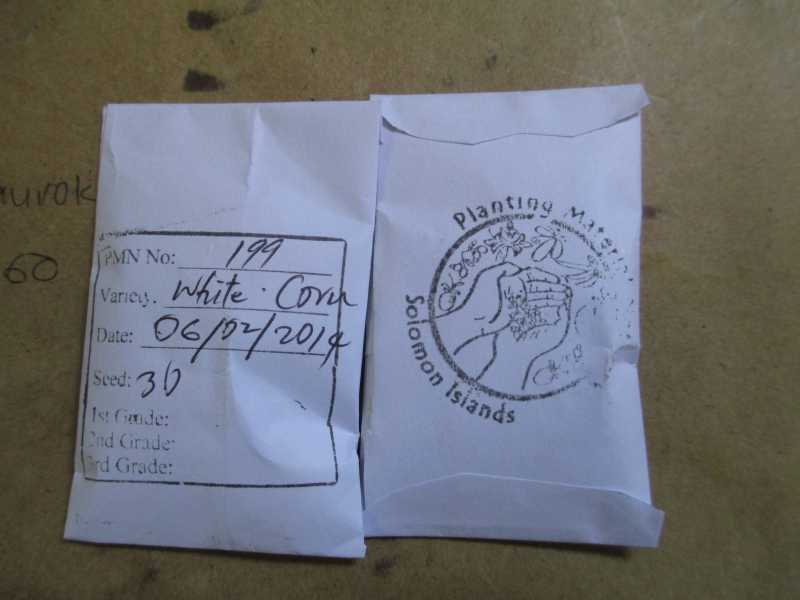 60
PMN No: 199
Variety. White Corn
Date: 06/02/2014
Seed: 30
1st Grade:
2nd Grade:
3rd Grade:
Planting
Solomon Islands